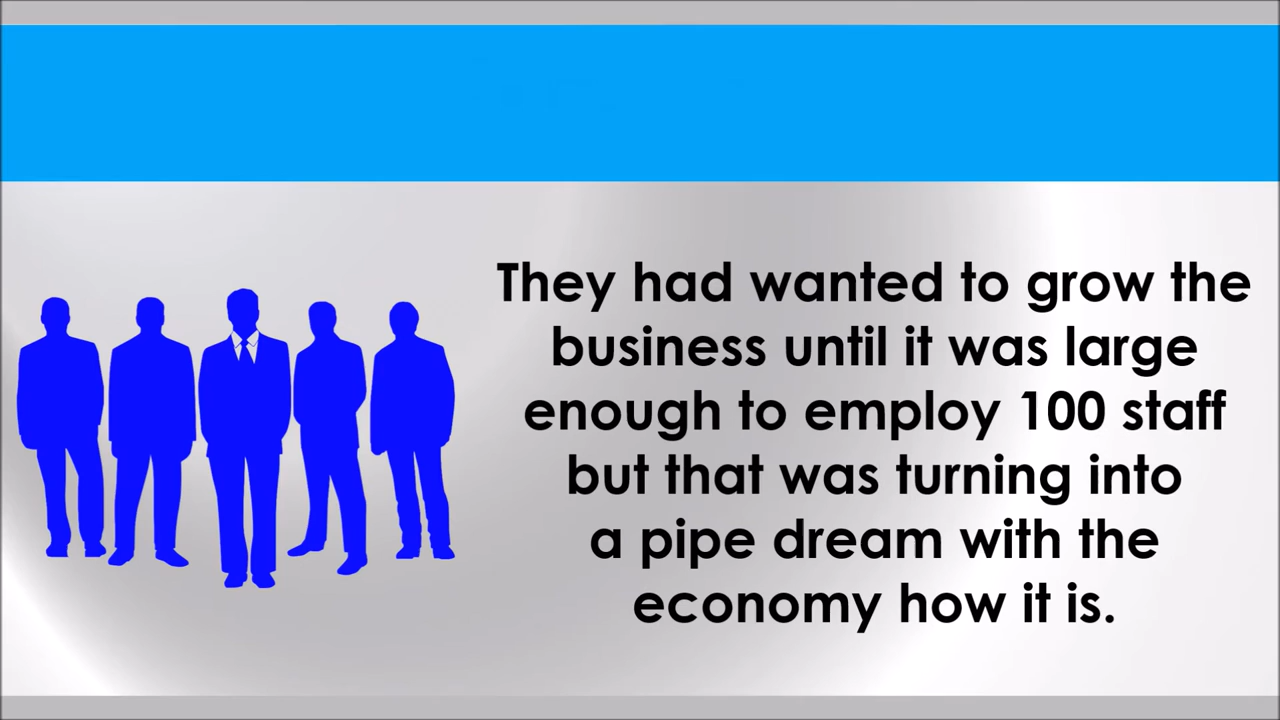 They had wanted to grow the
business until it was large
enough to employ 100 staff
but that was turning into
a pipe dream with the
economy how it is.